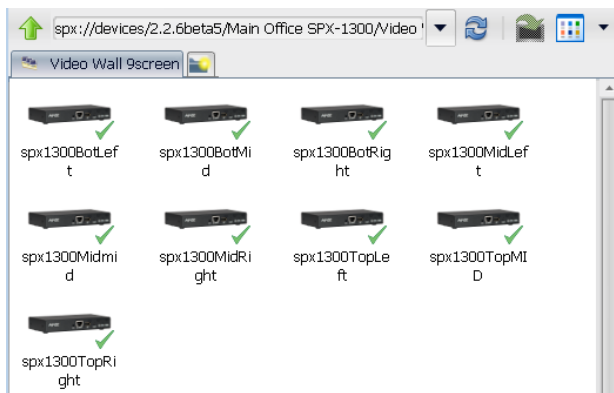 spx://devices/2.2.6beta5/Main Office SPX-1300/Video
Video Wall 9screen
spx1300BotLef
t
spx1300BotMi
d
spx1300BotRig
ht
spx1300MidLef
t
spx1300Midmi
d
spx1300MidRi
ght
spx1300TopLe
ft
spx1300TopMI
D
spx1300TopRi
ght